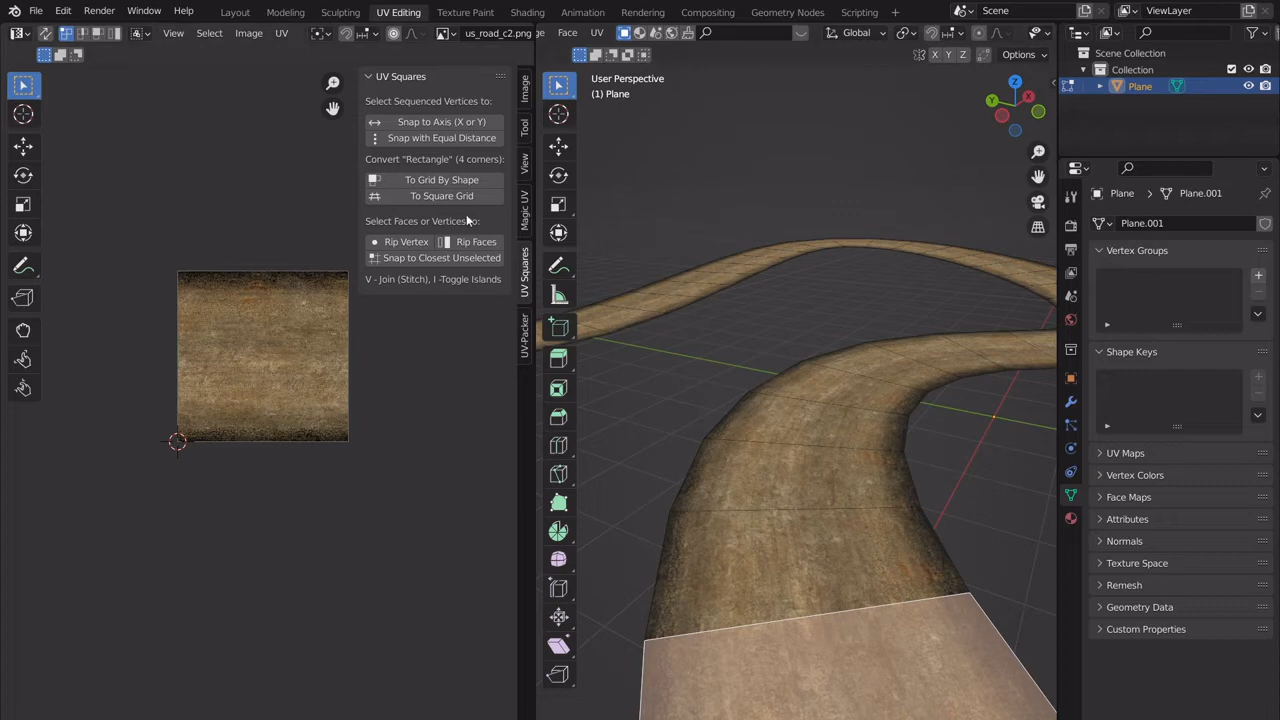 File Edit Render Window Help Layout Modeling Sculpting UV Editing Texture Paint Shading Animation Rendering Compositing Geometry Nodes Scripting Scene ViewLayer
View Select Image UV us_road_c2.png Face UV Global
X Y Z Options
UV Squares
Select Sequenced Vertices to:
Snap to Axis (X or Y)
Snap with Equal Distance
Convert "Rectangle" (4 corners):
To Grid By Shape
To Square Grid
Select Faces or Vertices to:
Rip Vertex Rip Faces
Snap to Closest Unselected
V - Join (Stitch), I -Toggle Islands
Image
Tool
View
Magic UV
UV Squares
UV-Packer
User Perspective
(1) Plane
Z
X
Y
Scene Collection
Collection
Plane
Plane Plane.001
Plane.001
Vertex Groups
Shape Keys
UV Maps
Vertex Colors
Face Maps
Attributes
Normals
Texture Space
Remesh
Geometry Data
Custom Properties